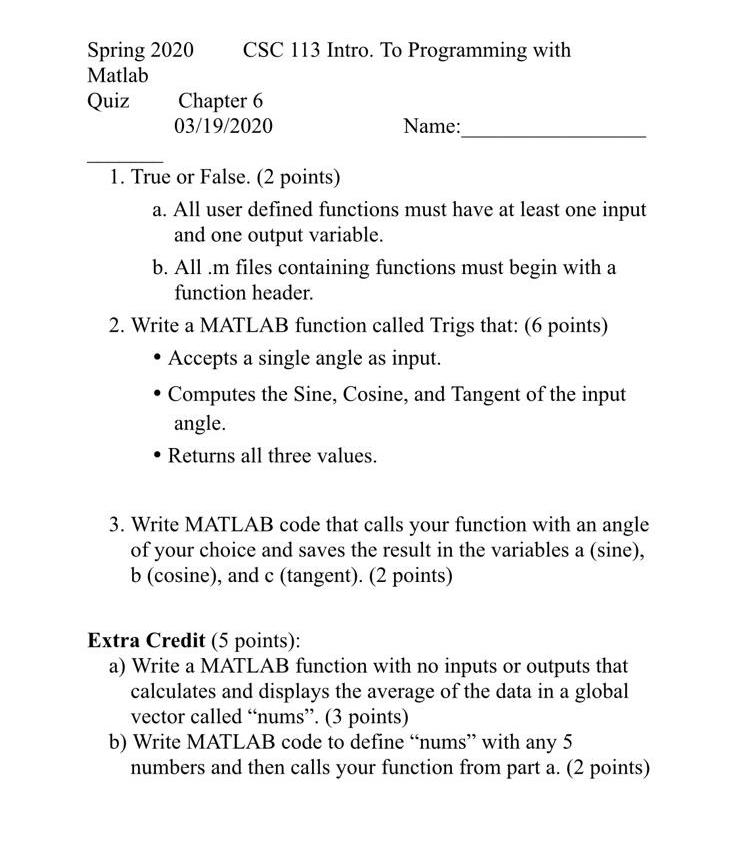 Spring 2020 CSC 113 Intro. To Programming with
Matlab
Quiz Chapter 6
03/19/2020 Name:_________________
_______
1. True or False. (2 points)
a. All user defined functions must have at least one input
and one output variable.
b. All .m files containing functions must begin with a
function header.
2. Write a MATLAB function called Trigs that: (6 points)
• Accepts a single angle as input.
• Computes the Sine, Cosine, and Tangent of the input
angle.
• Returns all three values.
3. Write MATLAB code that calls your function with an angle
of your choice and saves the result in the variables a (sine),
b (cosine), and c (tangent). (2 points)
Extra Credit (5 points):
a) Write a MATLAB function with no inputs or outputs that
calculates and displays the average of the data in a global
vector called “nums”. (3 points)
b) Write MATLAB code to define “nums” with any 5
numbers and then calls your function from part a. (2 points)